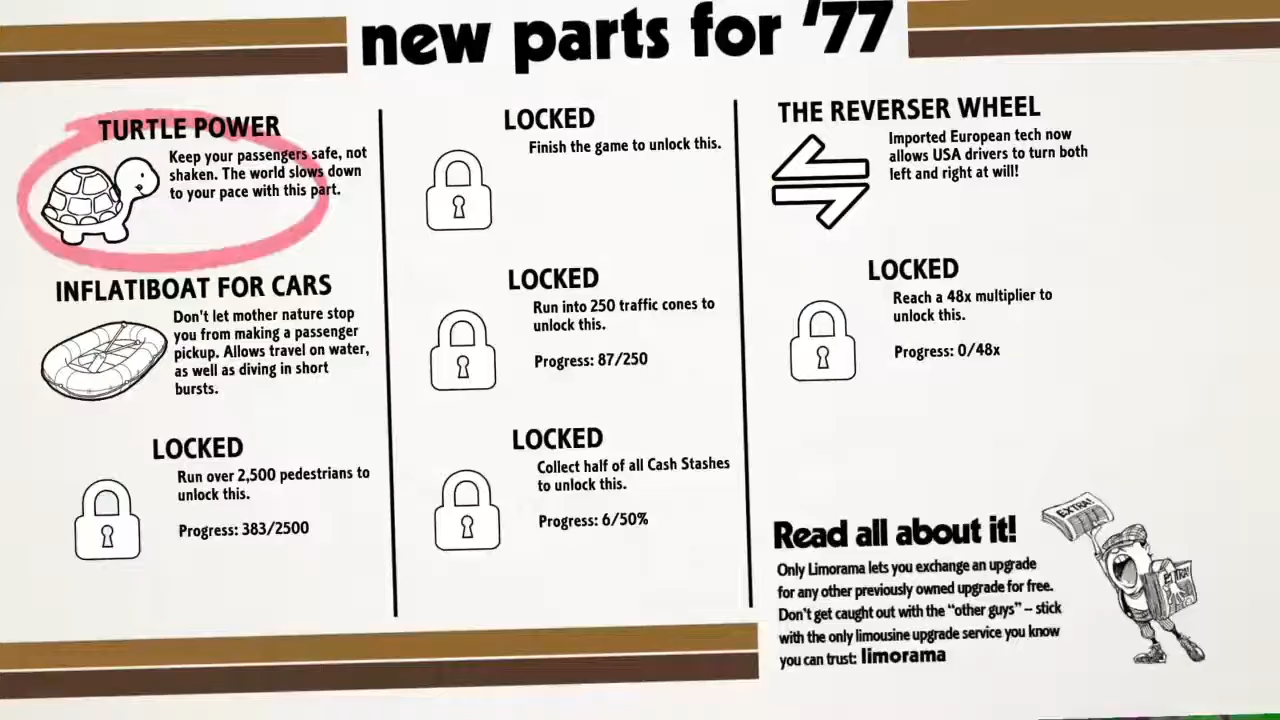 new parts for '77
TURTLE POWER
Keep your passengers safe, not
shaken. The world slows down
to your pace with this part.
INFLATIBOAT FOR CARS
Don't let mother nature stop
you from making a passenger
pickup. Allows travel on water,
as well as diving in short
bursts.
LOCKED
Run over 2,500 pedestrians to
unlock this.
Progress: 383/2500
LOCKED
Finish the game to unlock this.
LOCKED
Run into 250 traffic cones to
unlock this.
Progress: 87/250
LOCKED
Collect half of all Cash Stashes
to unlock this.
Progress: 6/50%
THE REVERSER WHEEL
Imported European tech now
allows USA drivers to turn both
left and right at will!
LOCKED
Reach a 48x multiplier to
unlock this.
Progress: 0/48x
Read all about it!
Only Limorama lets you exchange an upgrade
for any other previously owned upgrade for free.
Don't get caught out with the "other guys" – stick
with the only limousine upgrade service you know
you can trust: limorama
EXTRA!
EXTRA!